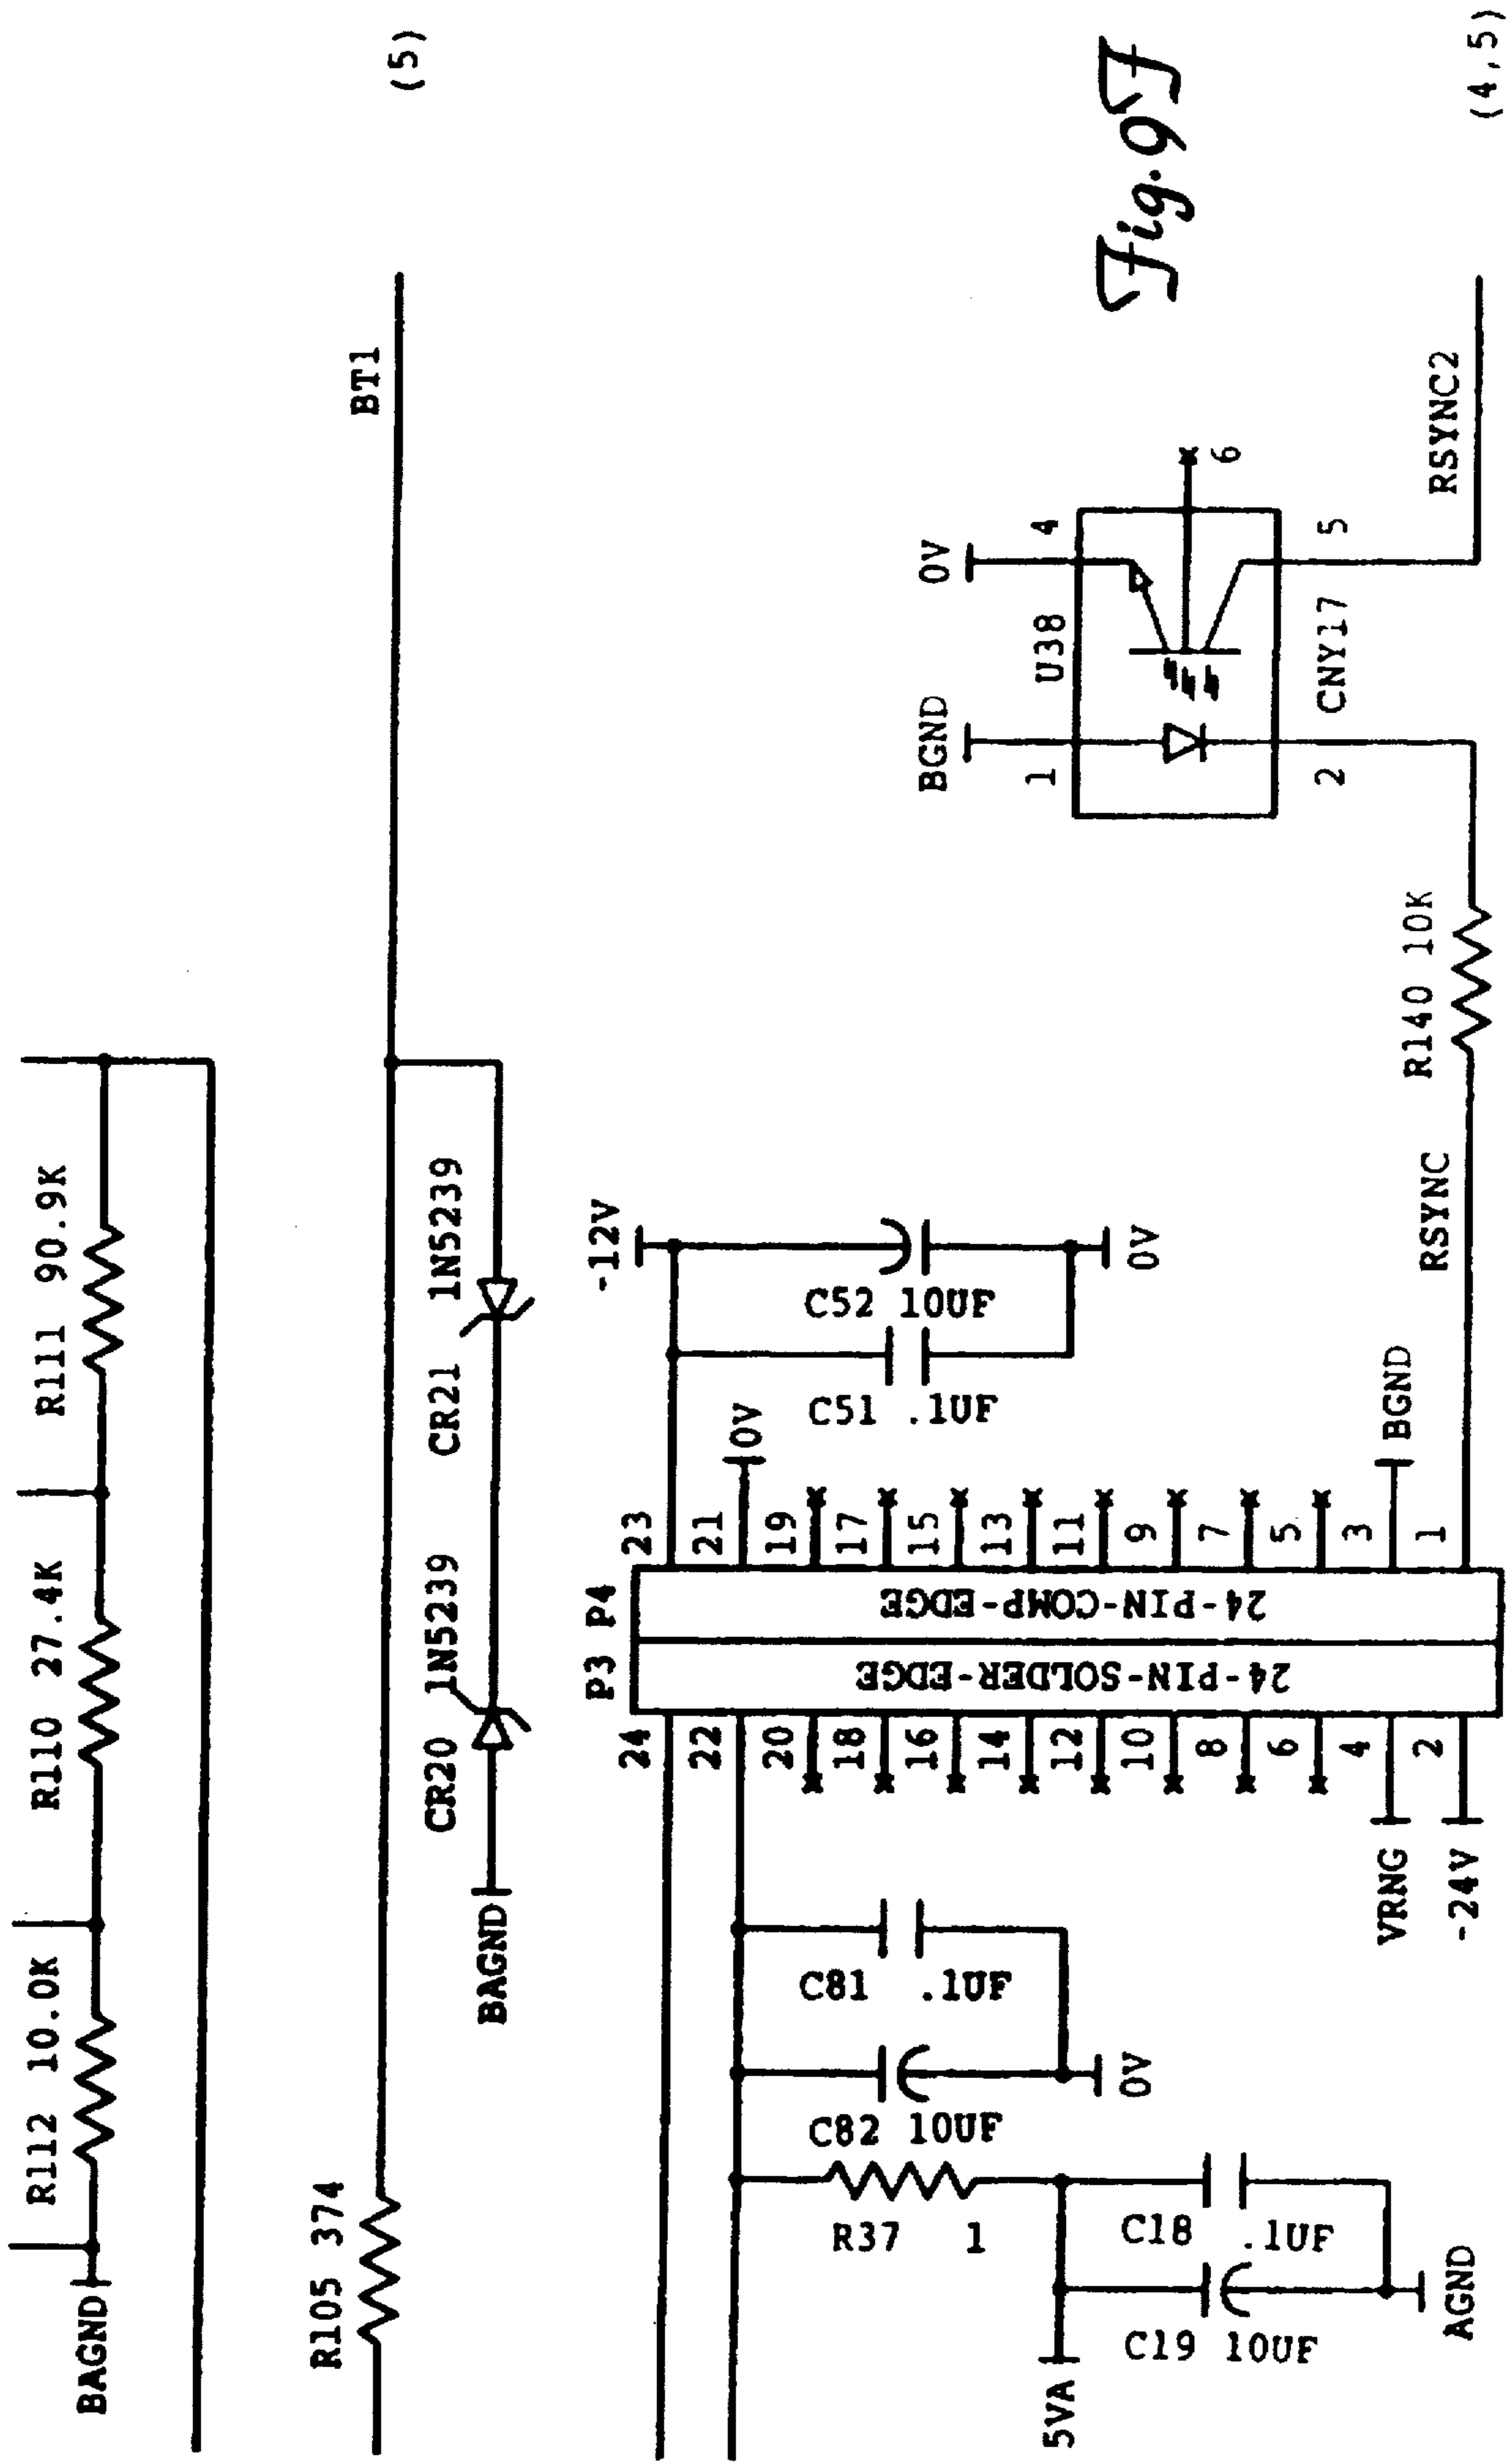 R112 10.0K
R110 27.4K
R111 90.9K
BAGND
R105 374
BT1
(5)
CR20 1N5239
CR21 1N5239
BAGND
P3 P4
24
22
20
18
16
14
12
10
8
6
4
2
24-PIN-SOLDER-EDGE
24-PIN-COMP-EDGE
23
21
19
17
15
13
11
9
7
5
3
1
0V
-12V
C52 10UF
C51 .1UF
0V
C81 .1UF
C82 10UF
0V
R37 1
5VA
C18 .1UF
C19 10UF
AGND
VRNG
-24V
BGND
RSYNC
R140 10K
BGND
0V
1
U38
4
6
2
CNY17
5
RSYNC2
(4,5)
Fig. 9F